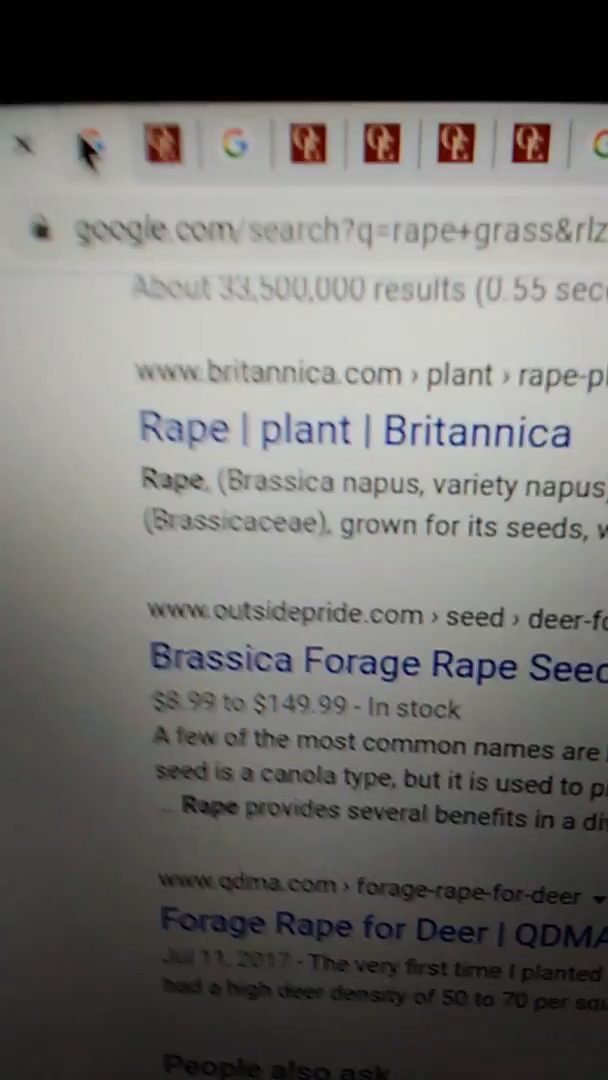 google.com/search?q=rape+grass&rlz
About 33,500,000 results (0.55 sec
www.britannica.com › plant › rape-pl
Rape | plant | Britannica
Rape, (Brassica napus, variety napus,
(Brassicaceae), grown for its seeds, w
www.outsidepride.com › seed › deer-fo
Brassica Forage Rape Seed
$8.99 to $149.99 - In stock
A few of the most common names are
seed is a canola type, but it is used to p
... Rape provides several benefits in a di
www.qdma.com › forage-rape-for-deer
Forage Rape for Deer | QDMA
Jul 11, 2017 - The very first time I planted
had a high deer density of 50 to 70 per squ
People also ask